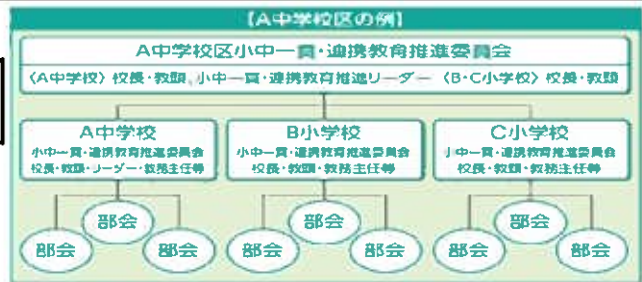 【A中学校区の例】
A中学校区小中一貫・連携教育推進委員会
〈A中学校〉校長・教頭、小中一貫・連携教育推進リーダー 〈B・C小学校〉校長・教頭
A中学校
小中一貫・連携教育推進委員会
校長・教頭・リーダー・教務主任等
B小学校
小中一貫・連携教育推進委員会
校長・教頭・教務主任等
C小学校
小中一貫・連携教育推進委員会
校長・教頭・教務主任等
部会
部会
部会
部会
部会
部会
部会
部会
部会